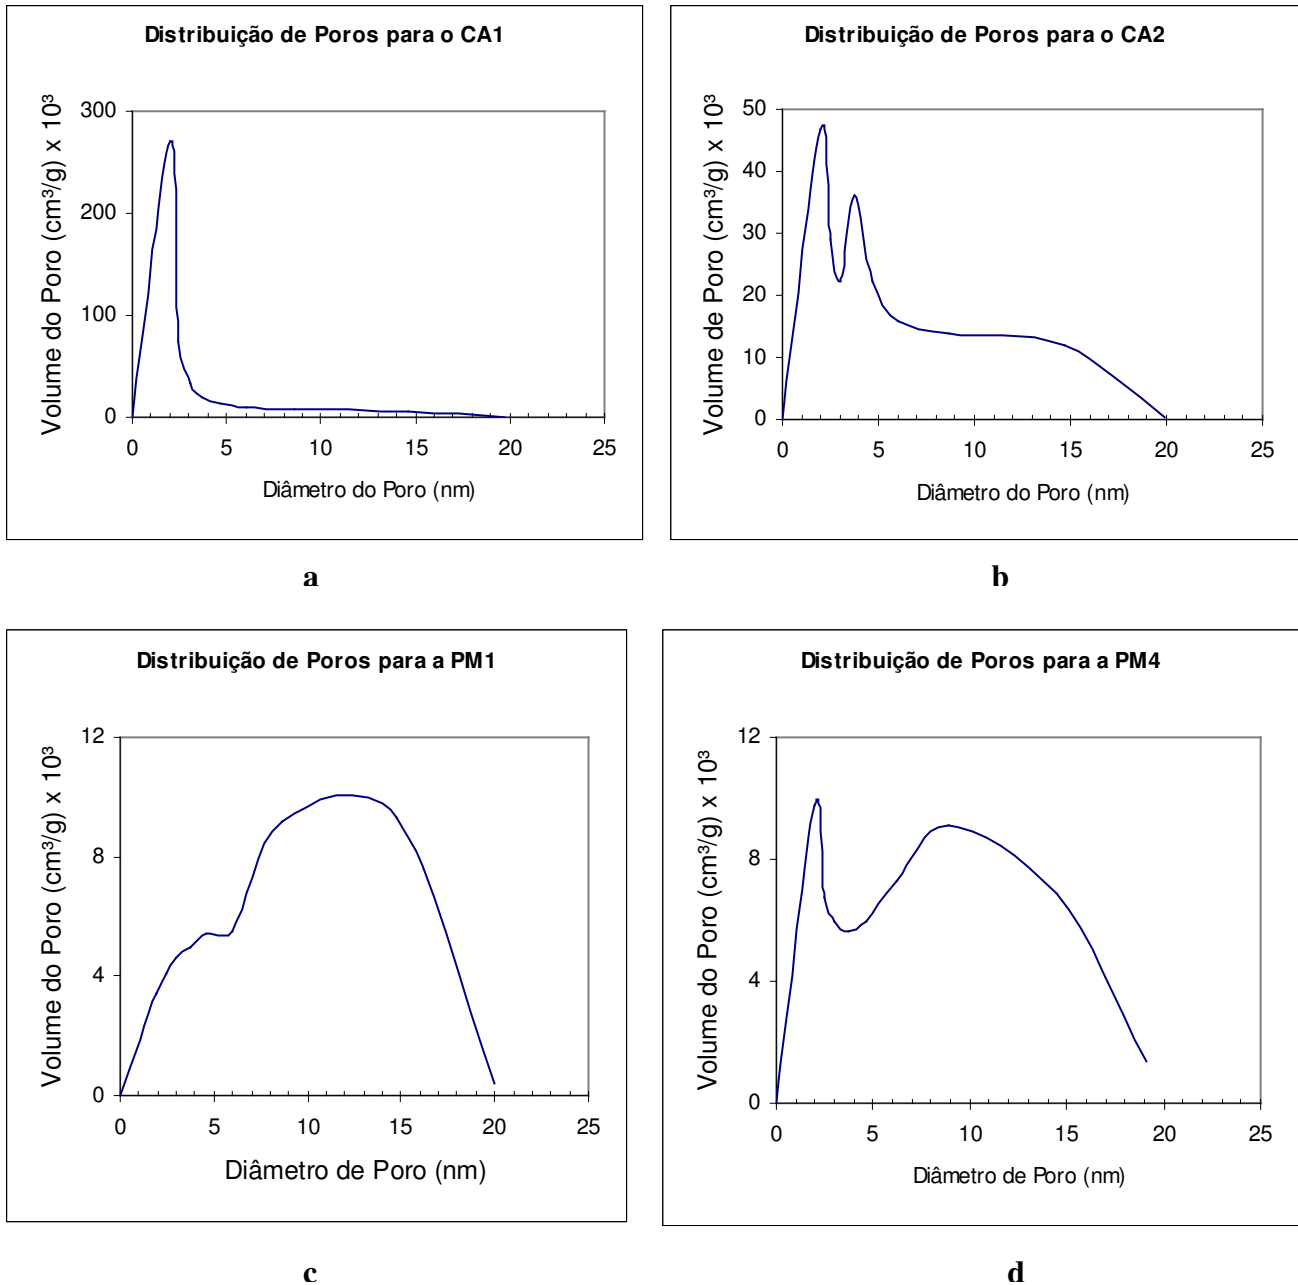 Distribuição de Poros para o CA1
Volume do Poro (cm³/g) x 10³
300
200
100
0
0 5 10 15 20 25
Diâmetro do Poro (nm)
a
Distribuição de Poros para o CA2
Volume de Poro (cm³/g) x 10³
50
40
30
20
10
0
0 5 10 15 20 25
Diâmetro do Poro (nm)
b
Distribuição de Poros para a PM1
Volume do Poro (cm³/g) x 10³
12
8
4
0
0 5 10 15 20 25
Diâmetro de Poro (nm)
c
Distribuição de Poros para a PM4
Volume do Poro (cm³/g) x 10³
12
8
4
0
0 5 10 15 20 25
Diâmetro de Poro (nm)
d